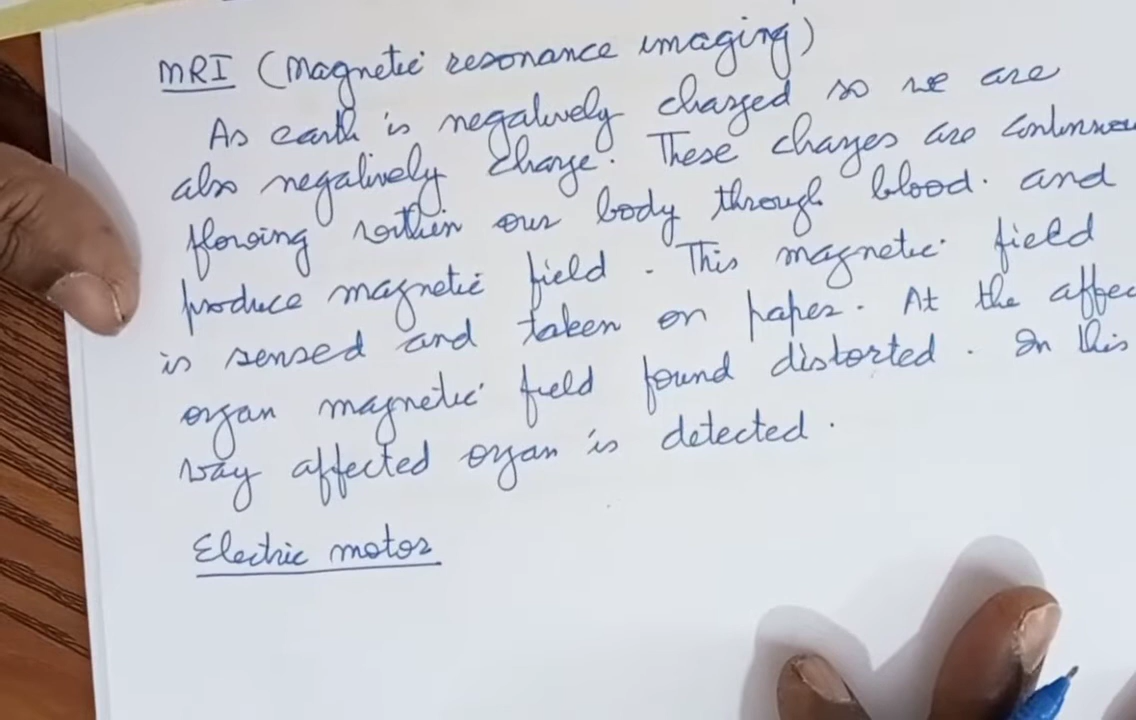 MRI (Magnetic resonance imaging)
As earth is negatively charged so we are
also negatively charge. These charges are continuou
flowing within our body through blood. and
produce magnetic field. This magnetic field
is sensed and taken on paper. At the affec
organ magnetic field found distorted. In this
way affected organ is detected.
Electric motor